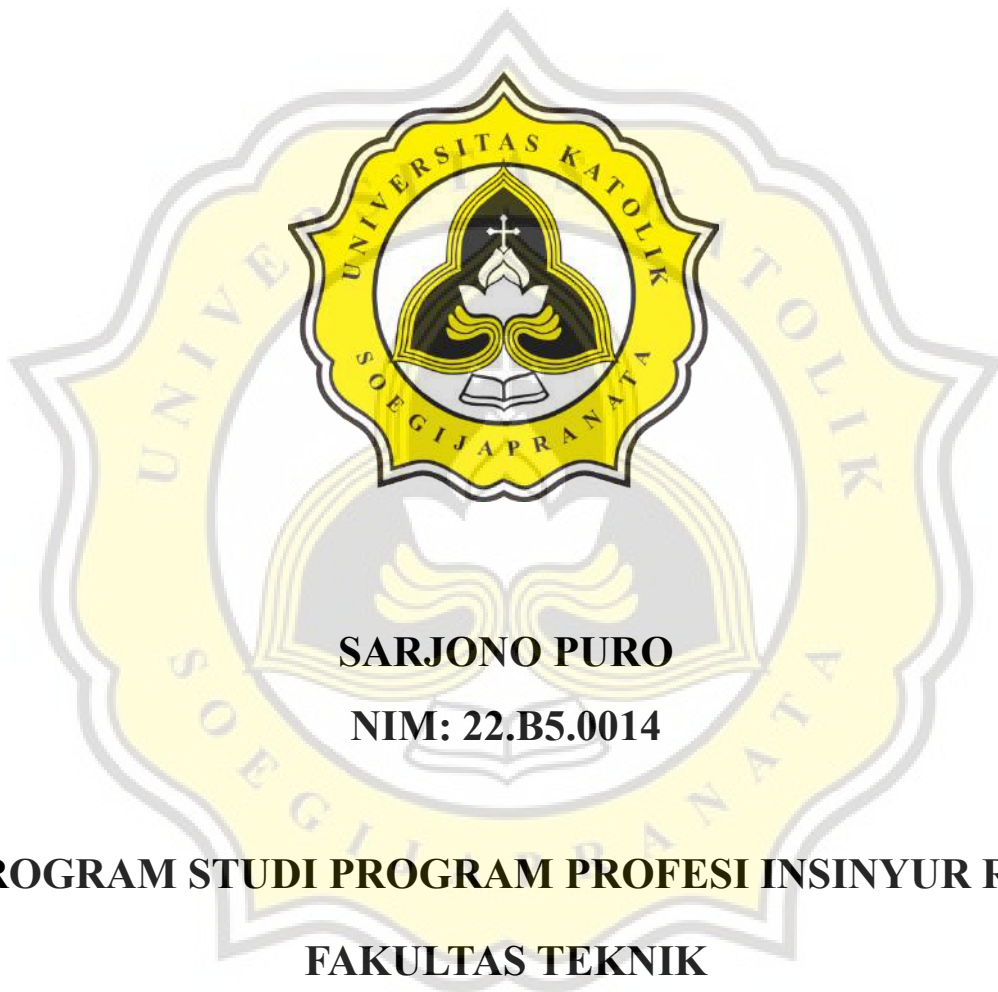 UNIVERSITAS KATOLIK
SOEGIJAPRANATA
SARJONO PURO
NIM: 22.B5.0014
ROGRAM STUDI PROGRAM PROFESI INSINYUR
FAKULTAS TEKNIK